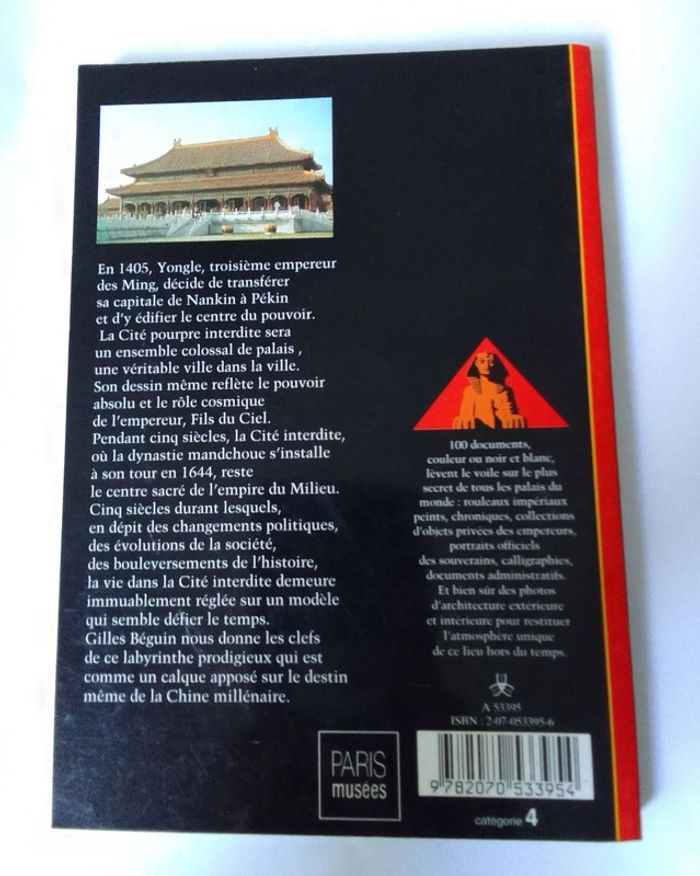 En 1405, Yongle, troisième empereur
des Ming, décide de transférer
sa capitale de Nankin à Pékin
et d'y édifier le centre du pouvoir.
La Cité pourpre interdite sera
un ensemble colossal de palais ,
une véritable ville dans la ville.
Son dessin même reflète le pouvoir
absolu et le rôle cosmique
de l'empereur, Fils du Ciel.
Pendant cinq siècles, la Cité interdite,
où la dynastie mandchoue s'installe
à son tour en 1644, reste
le centre sacré de l'empire du Milieu.
Cinq siècles durant lesquels,
en dépit des changements politiques,
des évolutions de la société,
des bouleversements de l'histoire,
la vie dans la Cité interdite demeure
immuablement réglée sur un modèle
qui semble défier le temps.
Gilles Béguin nous donne les clefs
de ce labyrinthe prodigieux qui est
comme un calque apposé sur le destin
même de la Chine millénaire.
100 documents,
couleur ou noir et blanc,
lèvent le voile sur le plus
secret de tous les palais du
monde : rouleaux impériaux
peints, chroniques, collections
d'objets privées des empereurs,
portraits officiels
des souverains, calligraphies,
documents administratifs.
Et bien sûr des photos
d'architecture extérieure
et intérieure pour restituer
l'atmosphère unique
de ce lieu hors du temps.
A 53395
ISBN : 2-07-053395-6
9 782070 533954
catégorie 4
PARIS
musées